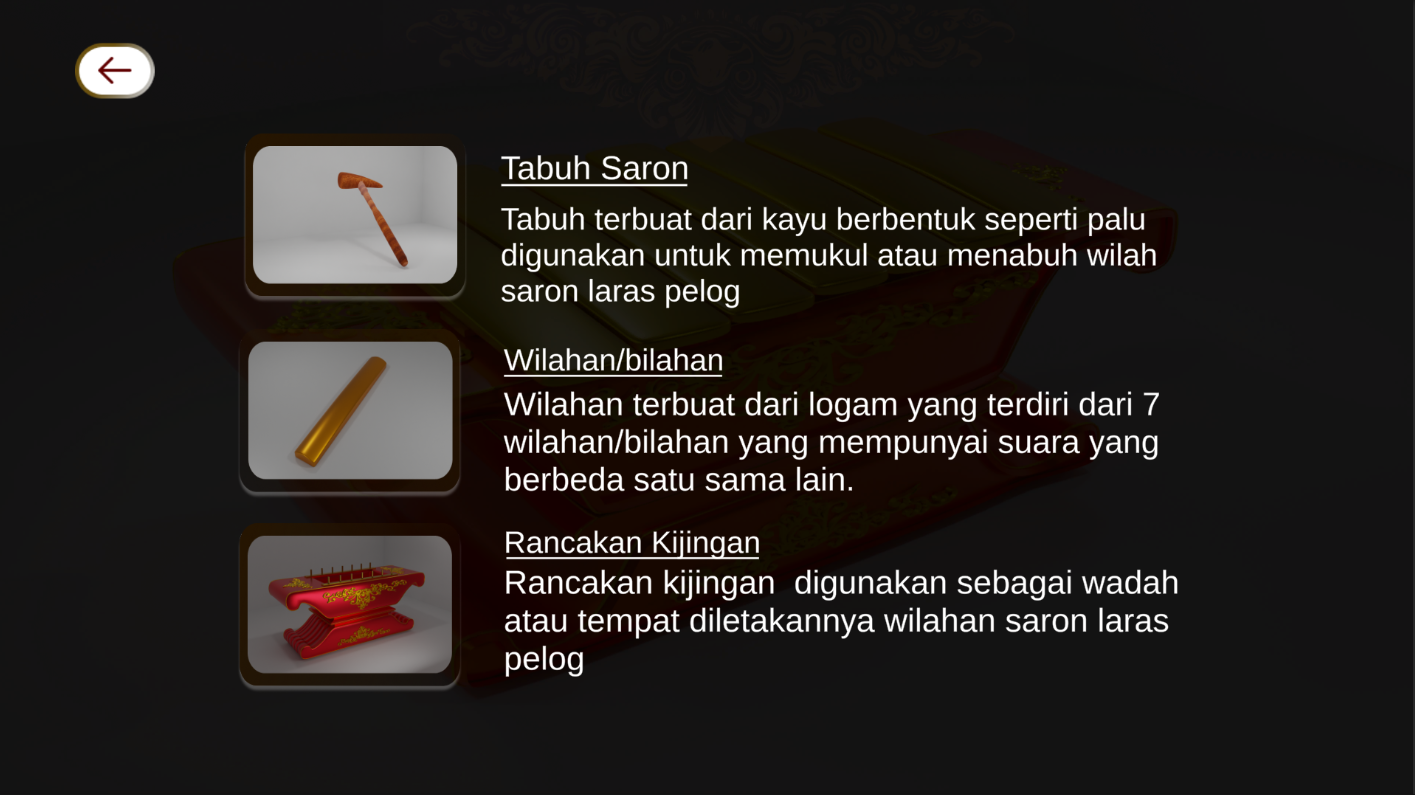 Tabuh Saron
Tabuh terbuat dari kayu berbentuk seperti palu
digunakan untuk memukul atau menabuh wilah
saron laras pelog
Wilahan/bilahan
Wilahan terbuat dari logam yang terdiri dari 7
wilahan/bilahan yang mempunyai suara yang
berbeda satu sama lain.
Rancakan Kijingan
Rancakan kijingan  digunakan sebagai wadah
atau tempat diletakannya wilahan saron laras
pelog